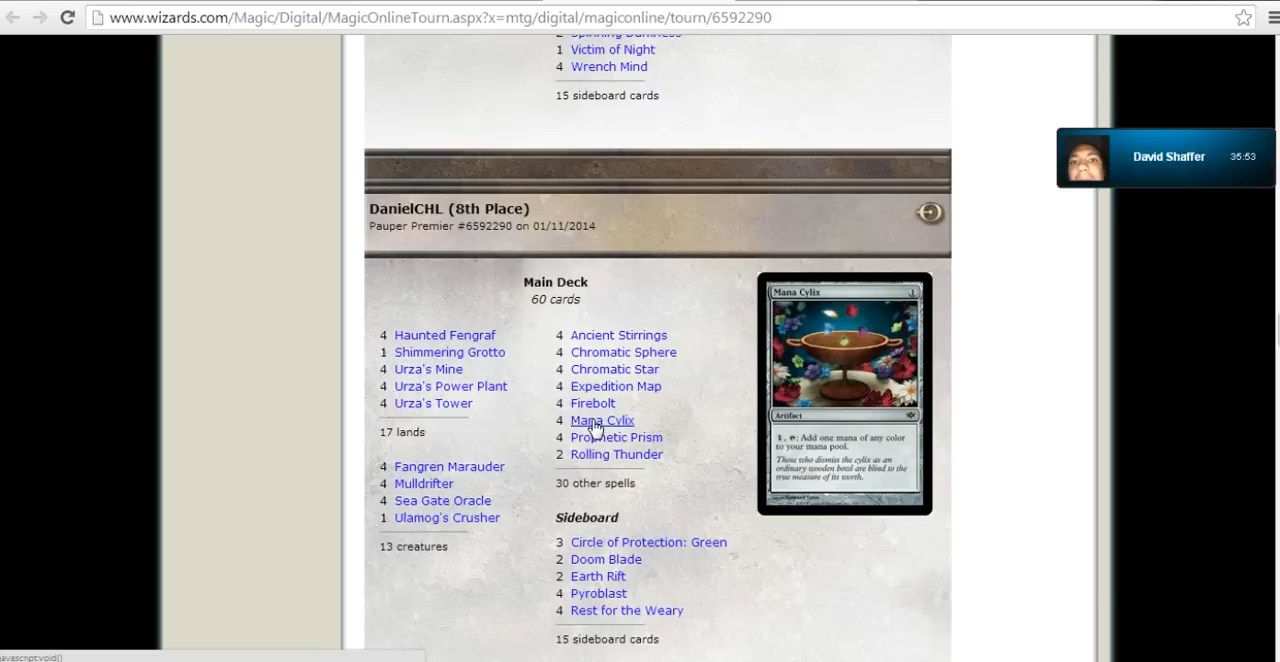 www.wizards.com/Magic/Digital/MagicOnlineTourn.aspx?x=mtg/digital/magiconline/tourn/6592290
2 Spinning Darkness
1 Victim of Night
4 Wrench Mind
15 sideboard cards
David Shaffer 35:53
DanielCHL (8th Place)
Pauper Premier #6592290 on 01/11/2014
Main Deck
60 cards
4 Haunted Fengraf
1 Shimmering Grotto
4 Urza's Mine
4 Urza's Power Plant
4 Urza's Tower
17 lands
4 Fangren Marauder
4 Mulldrifter
4 Sea Gate Oracle
1 Ulamog's Crusher
13 creatures
4 Ancient Stirrings
4 Chromatic Sphere
4 Chromatic Star
4 Expedition Map
4 Firebolt
4 Mana Cylix
4 Prophetic Prism
2 Rolling Thunder
30 other spells
Sideboard
3 Circle of Protection: Green
2 Doom Blade
2 Earth Rift
4 Pyroblast
4 Rest for the Weary
15 sideboard cards
Mana Cylix 1
Artifact
1, : Add one mana of any color
to your mana pool.
Those who dismiss the cylix as an
ordinary wooden bowl are blind to the
true measure of its worth.
javascript:void()